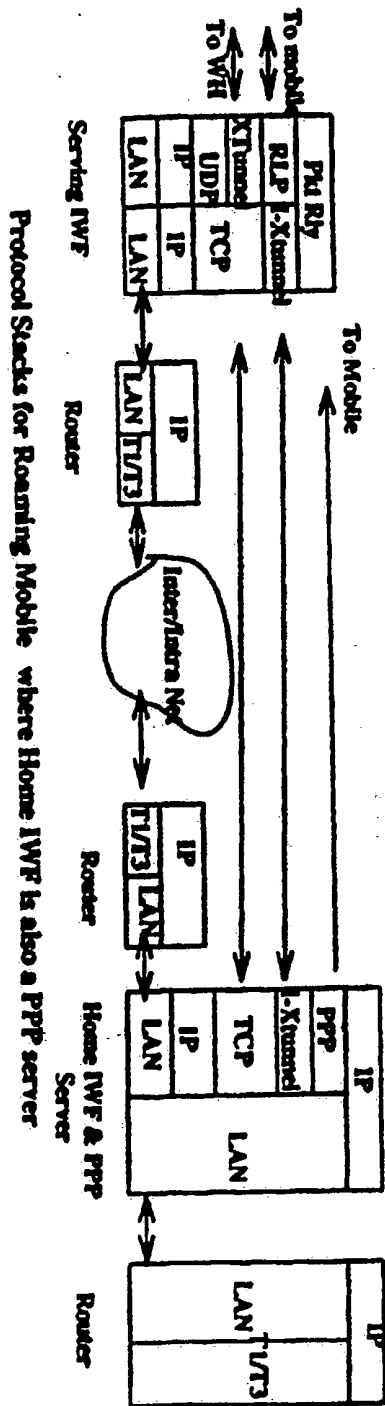 To mobile
To WH
Pkt Rly
RLP
I-Xtunnel
XTunnel
UDP
TCP
IP
IP
LAN
LAN
Serving IWF
To Mobile
IP
LAN
T1/T3
Router
Inter/Intra Net
IP
T1/T3
LAN
Router
IP
PPP
I-Xtunnel
TCP
IP
LAN
LAN
Home IWF & PPP
Server
IP
LAN
T1/T3
Router
Protocol Stacks for Roaming Mobile where Home IWF is also a PPP server